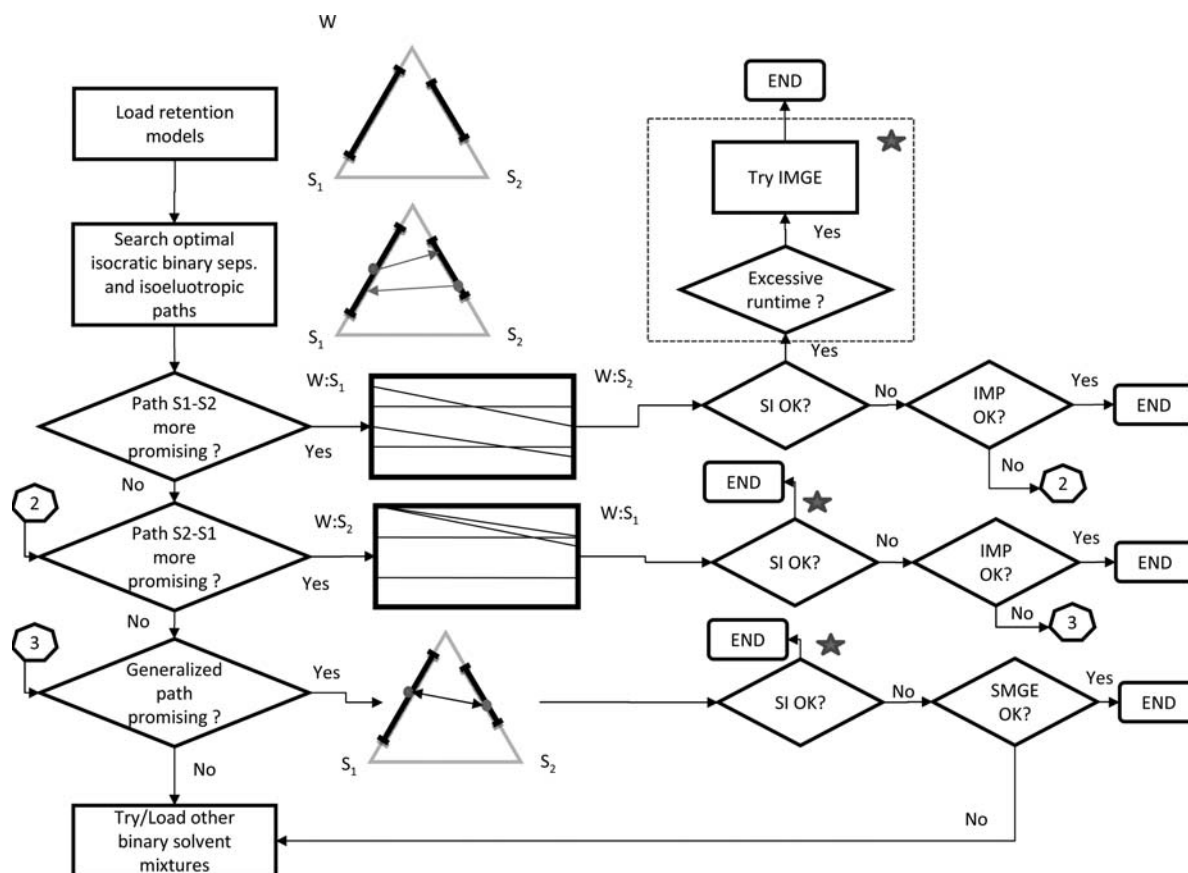 W
END
Load retention
models
S1
S2
Try IMGE
Yes
Search optimal
isocratic binary seps.
and isoeluotropic
paths
Excessive
runtime ?
S1
S2
Yes
W:S1
W:S2
Path S1-S2
more
promising ?
Yes
SI OK?
No
IMP
OK?
Yes
END
No
No
2
END
2
W:S2
W:S1
Path S2-S1
more
promising ?
Yes
SI OK?
No
IMP
OK?
Yes
END
No
No
3
END
3
Generalized
path
promising ?
Yes
SI OK?
No
SMGE
OK?
Yes
END
S1
S2
No
Try/Load other
binary solvent
mixtures
No